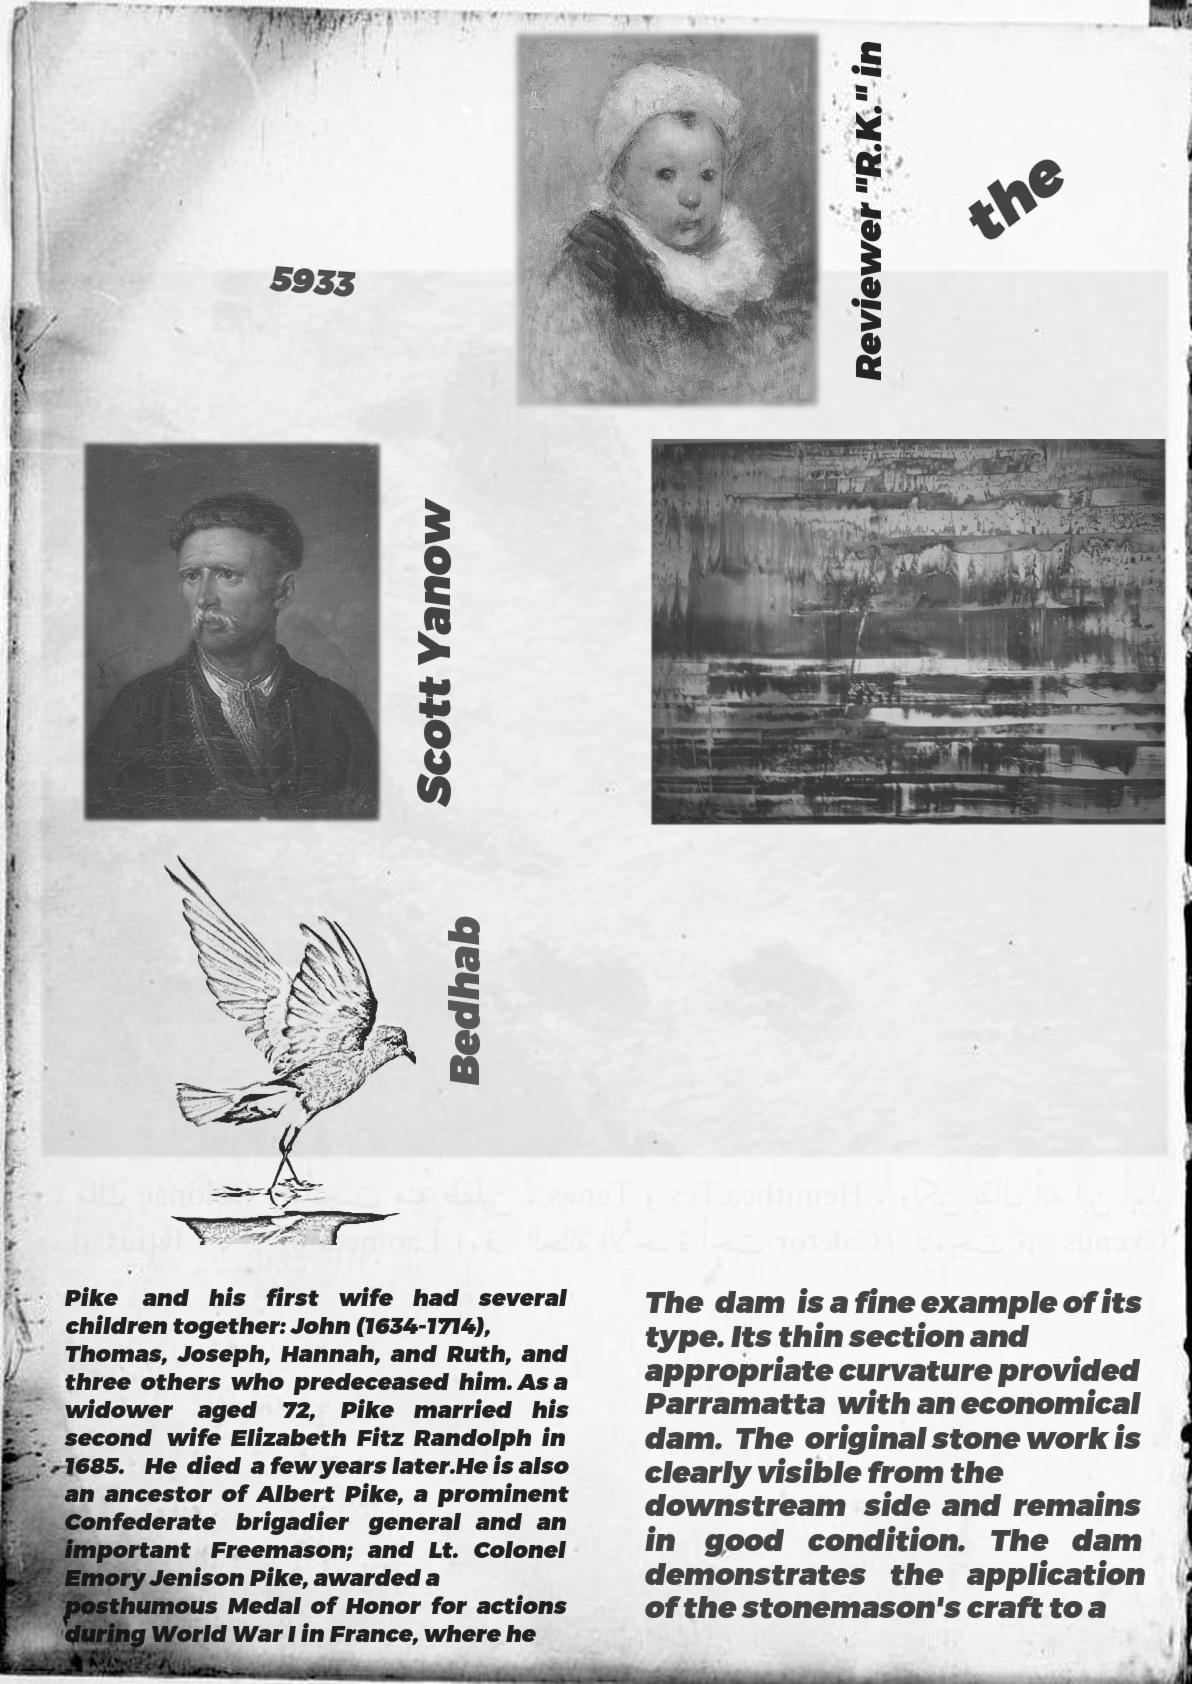 5933
Reviewer "R.K." in
the
Scott Yanow
Bedhab
Pike and his first wife had several
children together: John (1634-1714),
Thomas, Joseph, Hannah, and Ruth, and
three others who predeceased him. As a
widower aged 72, Pike married his
second wife Elizabeth Fitz Randolph in
1685. He died a few years later.He is also
an ancestor of Albert Pike, a prominent
Confederate brigadier general and an
important Freemason; and Lt. Colonel
Emory Jenison Pike, awarded a
posthumous Medal of Honor for actions
during World War I in France, where he
The dam is a fine example of its
type. Its thin section and
appropriate curvature provided
Parramatta with an economical
dam. The original stone work is
clearly visible from the
downstream side and remains
in good condition. The dam
demonstrates the application
of the stonemason's craft to a